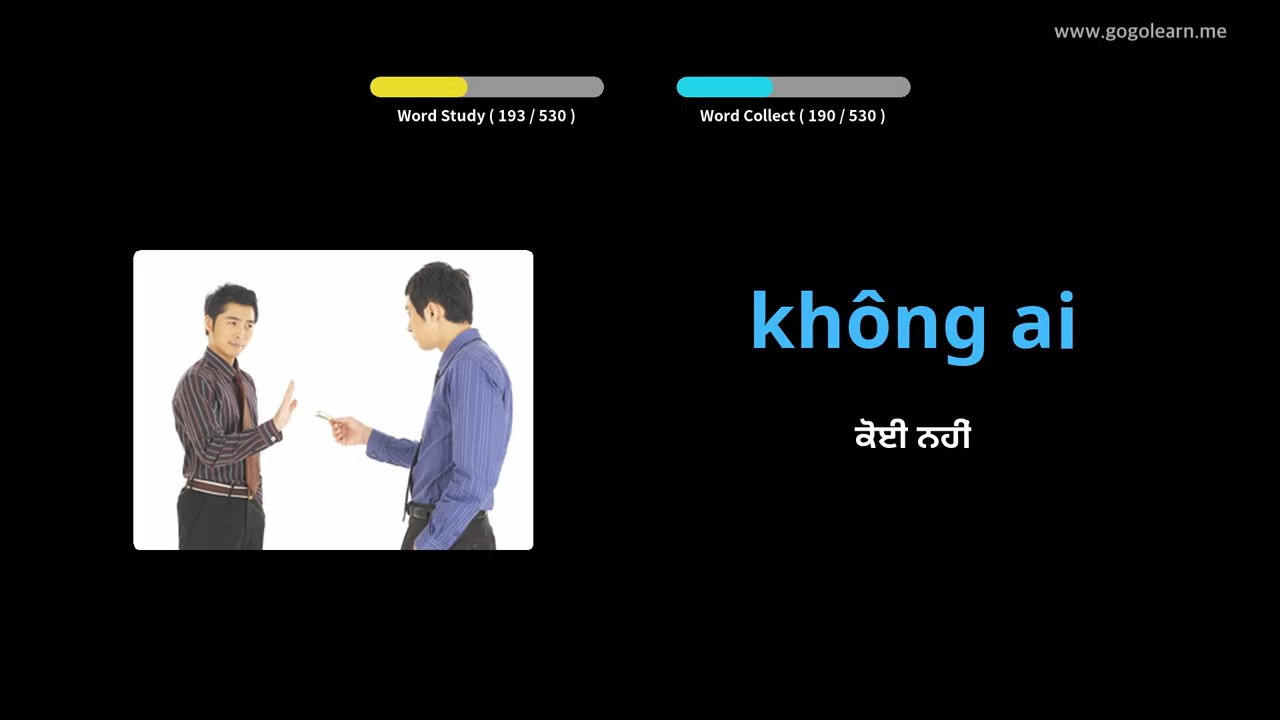 www.gogolearn.me
Word Study ( 193 / 530 )
Word Collect ( 190 / 530 )
không ai
ਕੋਈ ਨਹੀਂ